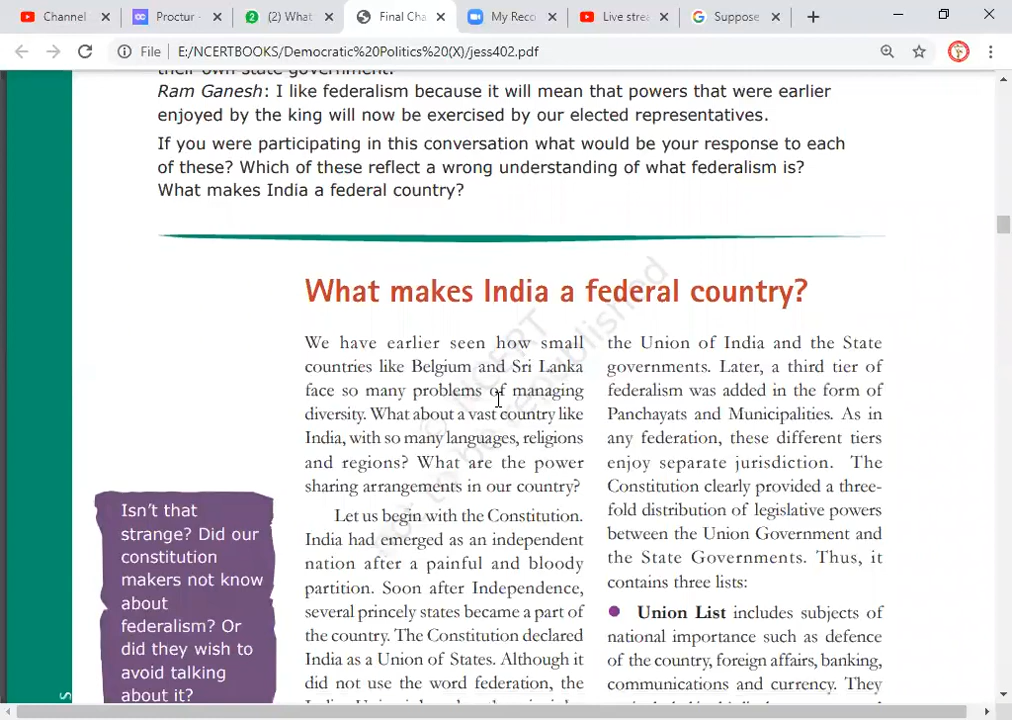 Channel
Proctur -
(2) What
Final Cha
My Reco
Live stre
Suppose
File
E:/NCERTBOOKS/Democratic%20Politics%20(X)/jess402.pdf
their own state government.
Ram Ganesh: I like federalism because it will mean that powers that were earlier
enjoyed by the king will now be exercised by our elected representatives.
If you were participating in this conversation what would be your response to each
of these? Which of these reflect a wrong understanding of what federalism is?
What makes India a federal country?
What makes India a federal country?
We have earlier seen how small
countries like Belgium and Sri Lanka
face so many problems of managing
diversity. What about a vast country like
India, with so many languages, religions
and regions? What are the power
sharing arrangements in our country?
Let us begin with the Constitution.
India had emerged as an independent
nation after a painful and bloody
partition. Soon after Independence,
several princely states became a part of
the country. The Constitution declared
India as a Union of States. Although it
did not use the word federation, the
the Union of India and the State
governments. Later, a third tier of
federalism was added in the form of
Panchayats and Municipalities. As in
any federation, these different tiers
enjoy separate jurisdiction. The
Constitution clearly provided a three-
fold distribution of legislative powers
between the Union Government and
the State Governments. Thus, it
contains three lists:
● Union List includes subjects of
national importance such as defence
of the country, foreign affairs, banking,
communications and currency. They
Isn't that
strange? Did our
constitution
makers not know
about
federalism? Or
did they wish to
avoid talking
about it?
© NCERT
not to be republished